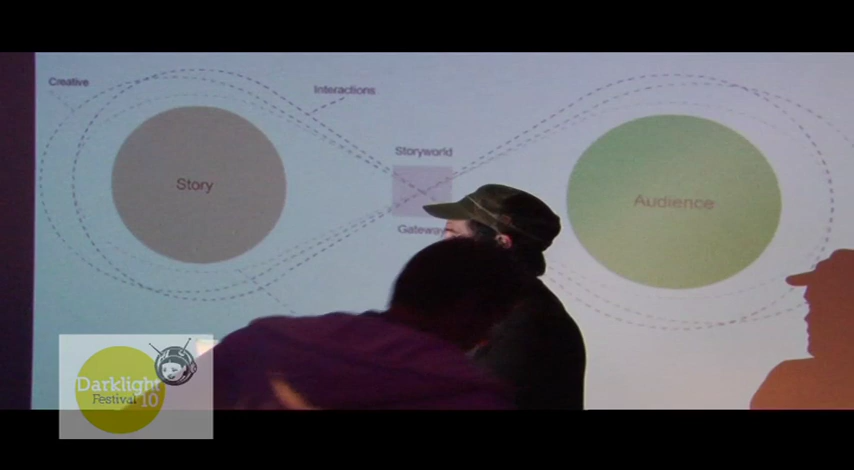 Creative
Interactions
Storyworld
Story
Audience
Gateway
Darklight
Festival '10